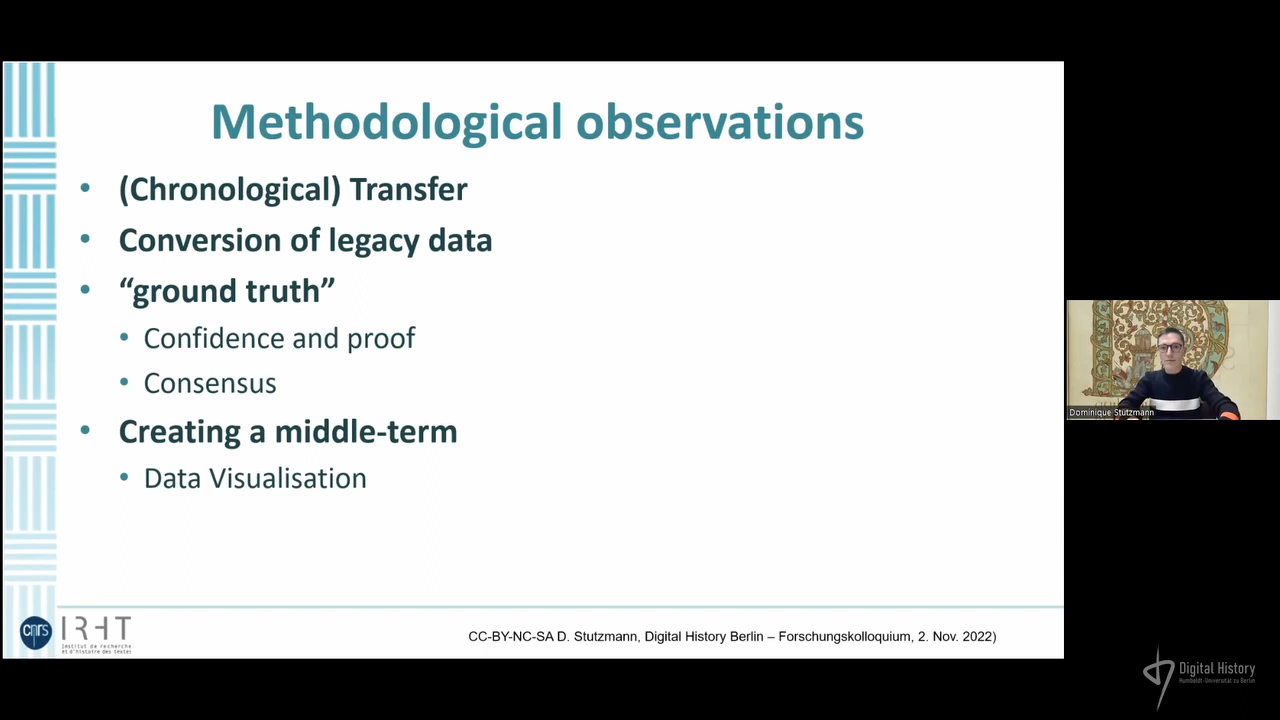 Methodological observations
• (Chronological) Transfer
• Conversion of legacy data
• “ground truth”
• Confidence and proof
• Consensus
• Creating a middle-term
• Data Visualisation
cnrs
IRHT
Institut de recherche
et d'histoire des textes
CC-BY-NC-SA D. Stutzmann, Digital History Berlin – Forschungskolloquium, 2. Nov. 2022)
Dominique Stutzmann
Digital History
Humboldt-Universität zu Berlin